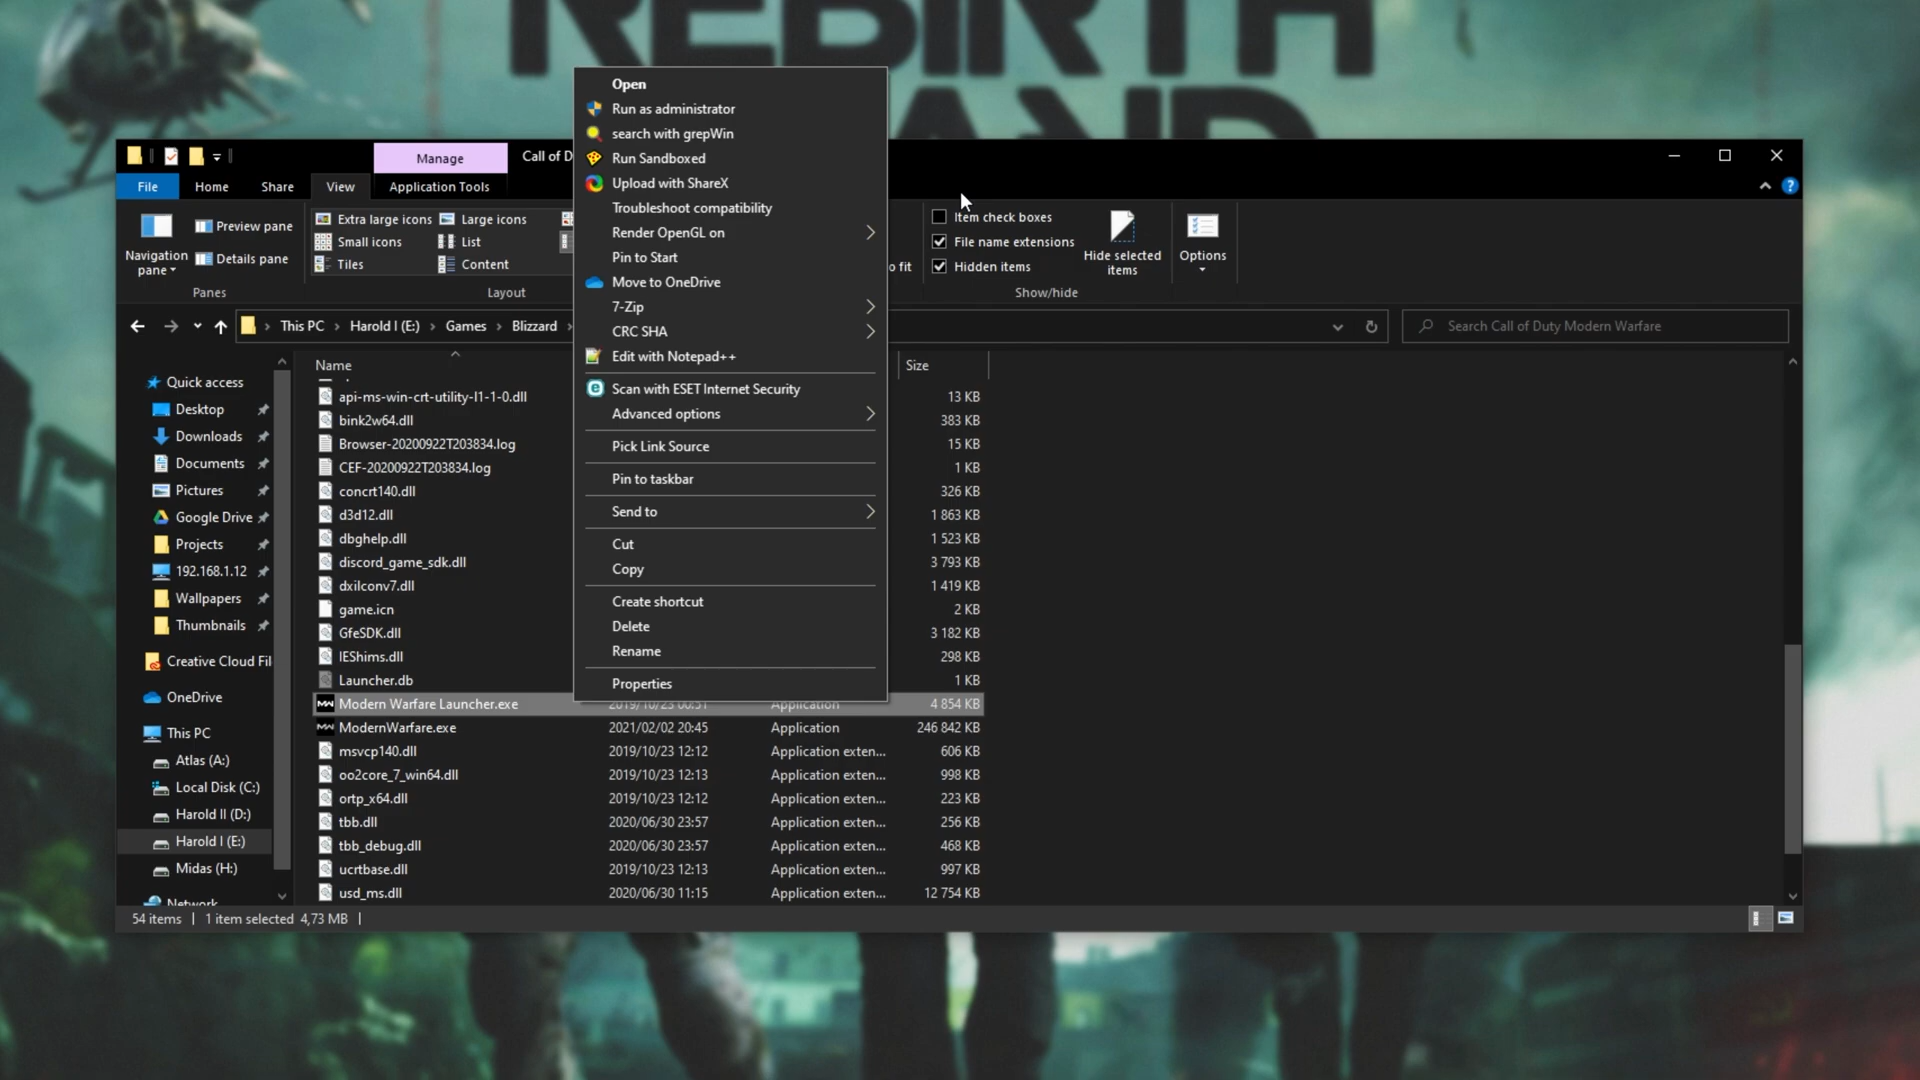 REBIRTH
AND
Open
Run as administrator
search with grepWin
Run Sandboxed
Upload with ShareX
Troubleshoot compatibility
Render OpenGL on
Pin to Start
Move to OneDrive
7-Zip
CRC SHA
Edit with Notepad++
Scan with ESET Internet Security
Advanced options
Pick Link Source
Pin to taskbar
Send to
Cut
Copy
Create shortcut
Delete
Rename
Properties
Manage
Call of D
File Home Share View Application Tools
Navigation pane
Preview pane
Details pane
Panes
Extra large icons Large icons
Small icons List
Tiles Content
Layout
o fit
Item check boxes
File name extensions
Hidden items
Hide selected items
Show/hide
Options
This PC > Harold I (E:) > Games > Blizzard >
Search Call of Duty Modern Warfare
Quick access
Desktop
Downloads
Documents
Pictures
Google Drive
Projects
192.168.1.12
Wallpapers
Thumbnails
Creative Cloud Fil
OneDrive
This PC
Atlas (A:)
Local Disk (C:)
Harold II (D:)
Harold I (E:)
Midas (H:)
Network
Name Size
api-ms-win-crt-utility-l1-1-0.dll 13 KB
bink2w64.dll 383 KB
Browser-20200922T203834.log 15 KB
CEF-20200922T203834.log 1 KB
concrt140.dll 326 KB
d3d12.dll 1 863 KB
dbghelp.dll 1 523 KB
discord_game_sdk.dll 3 793 KB
dxilconv7.dll 1 419 KB
game.icn 2 KB
GfeSDK.dll 3 182 KB
IEShims.dll 298 KB
Launcher.db 1 KB
Modern Warfare Launcher.exe 2019/10/23 00:51 Application 4 854 KB
ModernWarfare.exe 2021/02/02 20:45 Application 246 842 KB
msvcp140.dll 2019/10/23 12:12 Application exten... 606 KB
oo2core_7_win64.dll 2019/10/23 12:13 Application exten... 998 KB
ortp_x64.dll 2019/10/23 12:12 Application exten... 223 KB
tbb.dll 2020/06/30 23:57 Application exten... 256 KB
tbb_debug.dll 2020/06/30 23:57 Application exten... 468 KB
ucrtbase.dll 2019/10/23 12:13 Application exten... 997 KB
usd_ms.dll 2020/06/30 11:15 Application exten... 12 754 KB
54 items | 1 item selected 4,73 MB |